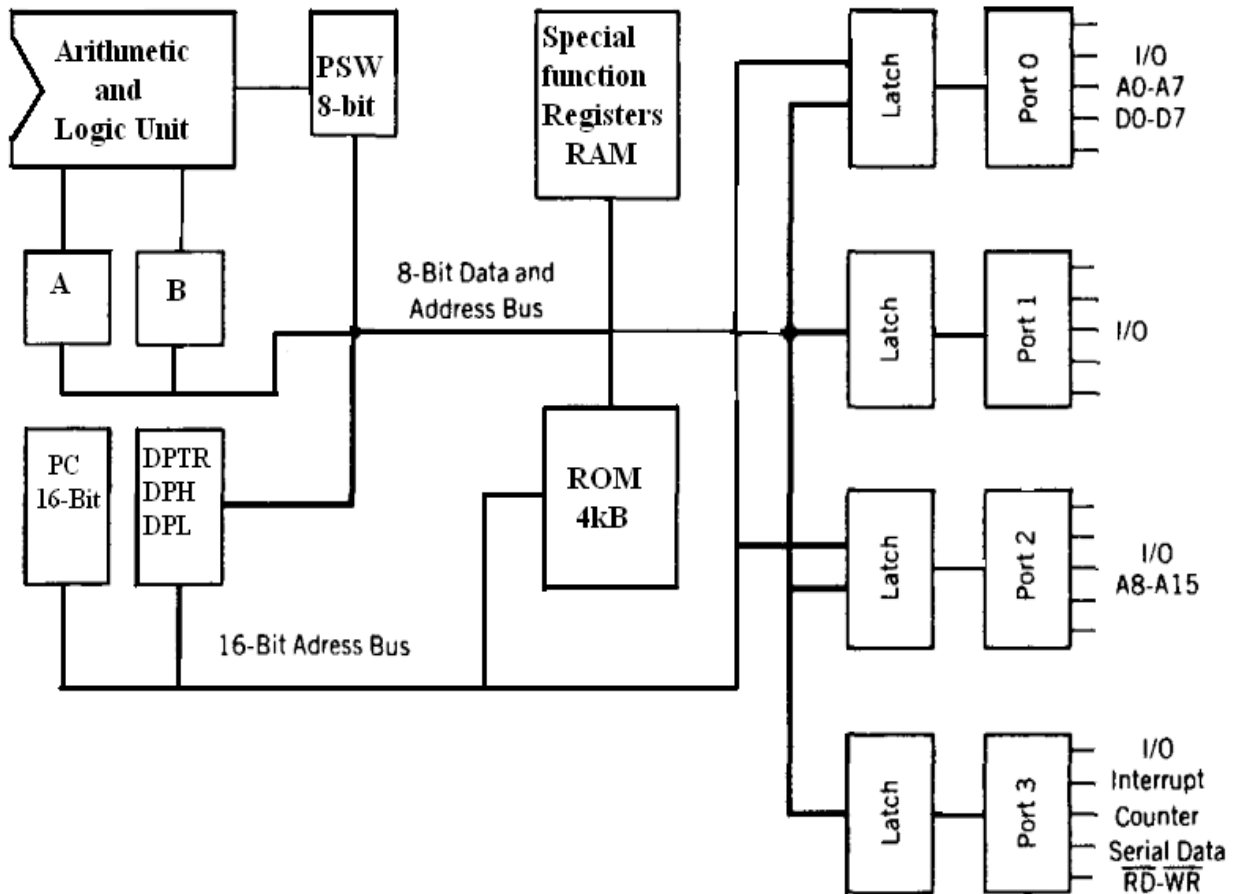 Arithmetic
and
Logic Unit
PSW
8-bit
Special
function
Registers
RAM
Latch
Port 0
I/O
A0-A7
D0-D7
A
B
8-Bit Data and
Address Bus
Latch
Port 1
I/O
PC
16-Bit
DPTR
DPH
DPL
ROM
4kB
Latch
Port 2
I/O
A8-A15
16-Bit Adress Bus
Latch
Port 3
I/O
Interrupt
Counter
Serial Data
R̅D̅-W̅R̅